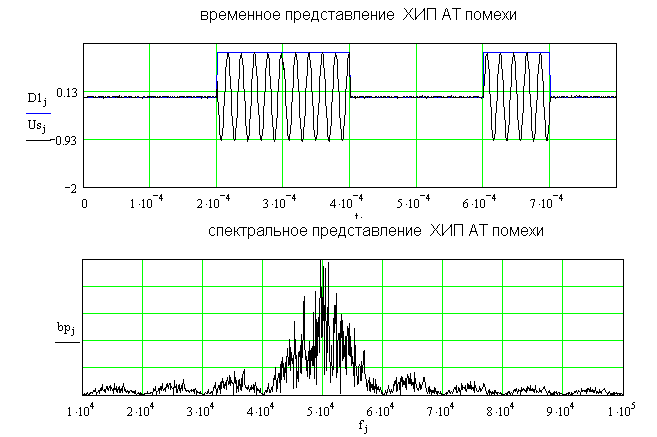 временное представление ХИП АТ помехи
D1j
Usj
0.13
−0.93
−2
0 1·10⁻⁴ 2·10⁻⁴ 3·10⁻⁴ 4·10⁻⁴ 5·10⁻⁴ 6·10⁻⁴ 7·10⁻⁴
спектральное представление ХИП АТ помехи
bpj
1·10⁴ 2·10⁴ 3·10⁴ 4·10⁴ 5·10⁴ 6·10⁴ 7·10⁴ 8·10⁴ 9·10⁴ 1·10⁵
fj